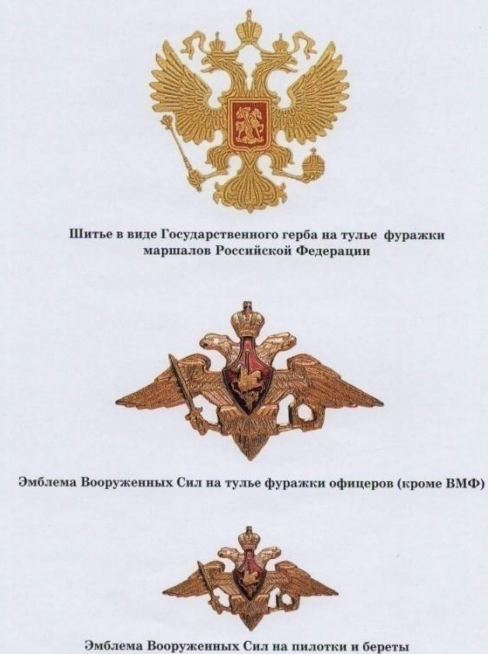 Шитье в виде Государственного герба на тулье фуражки
маршалов Российской Федерации
Эмблема Вооруженных Сил на тулье фуражки офицеров (кроме ВМФ)
Эмблема Вооруженных Сил на пилотки и береты